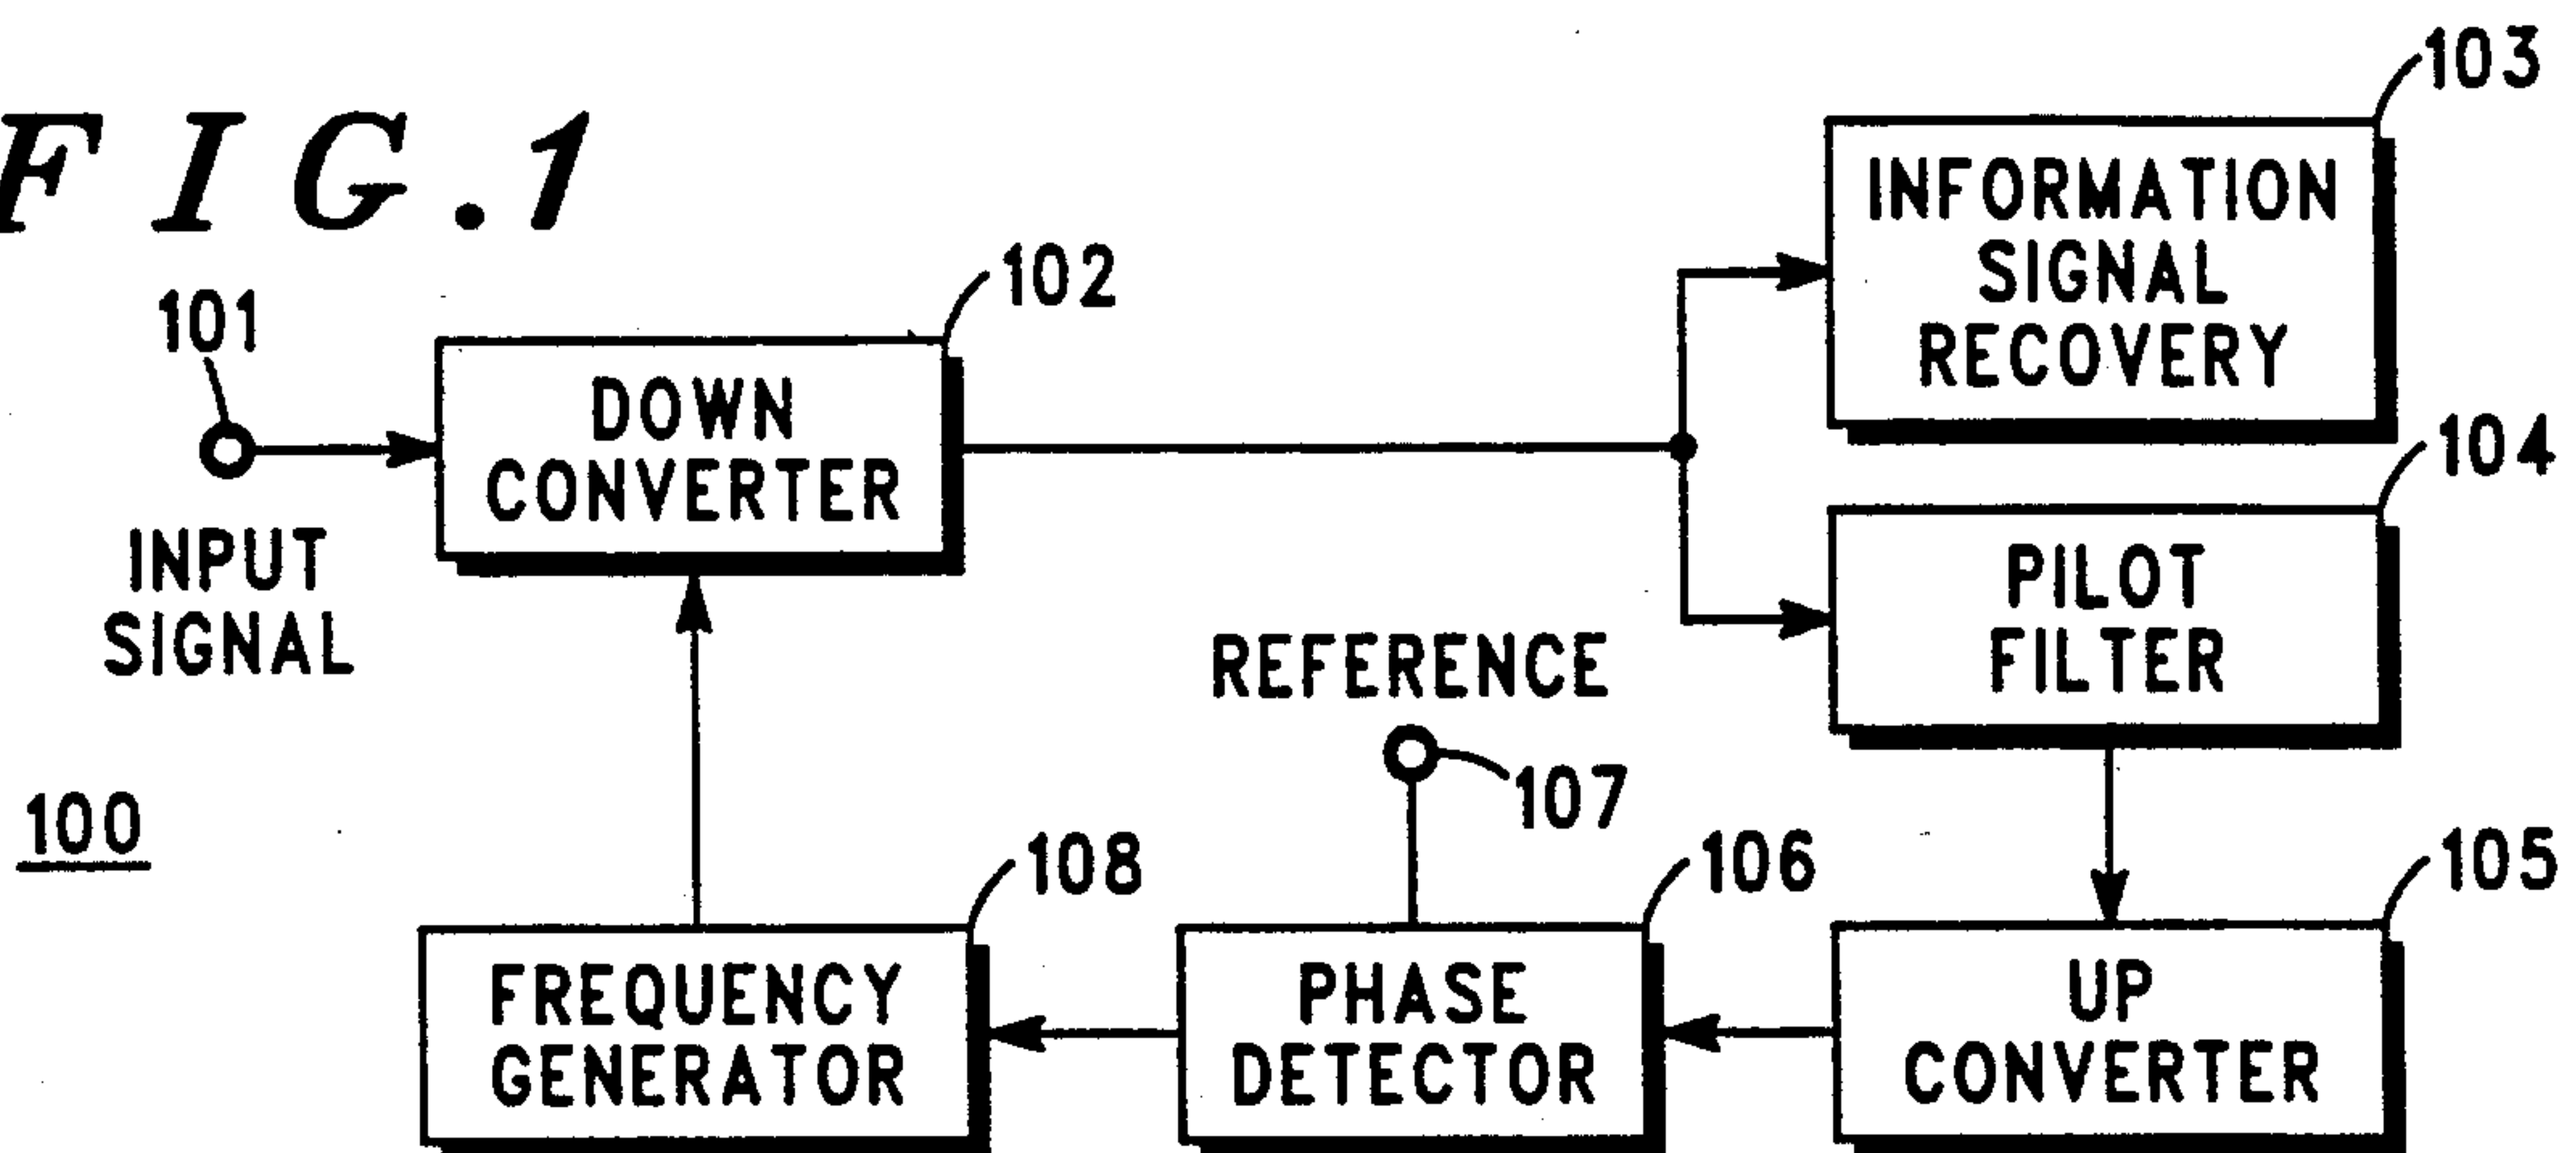 FIG.1
101
INPUT
SIGNAL
100
102
DOWN
CONVERTER
103
INFORMATION
SIGNAL
RECOVERY
104
PILOT
FILTER
REFERENCE
107
105
UP
CONVERTER
106
PHASE
DETECTOR
108
FREQUENCY
GENERATOR